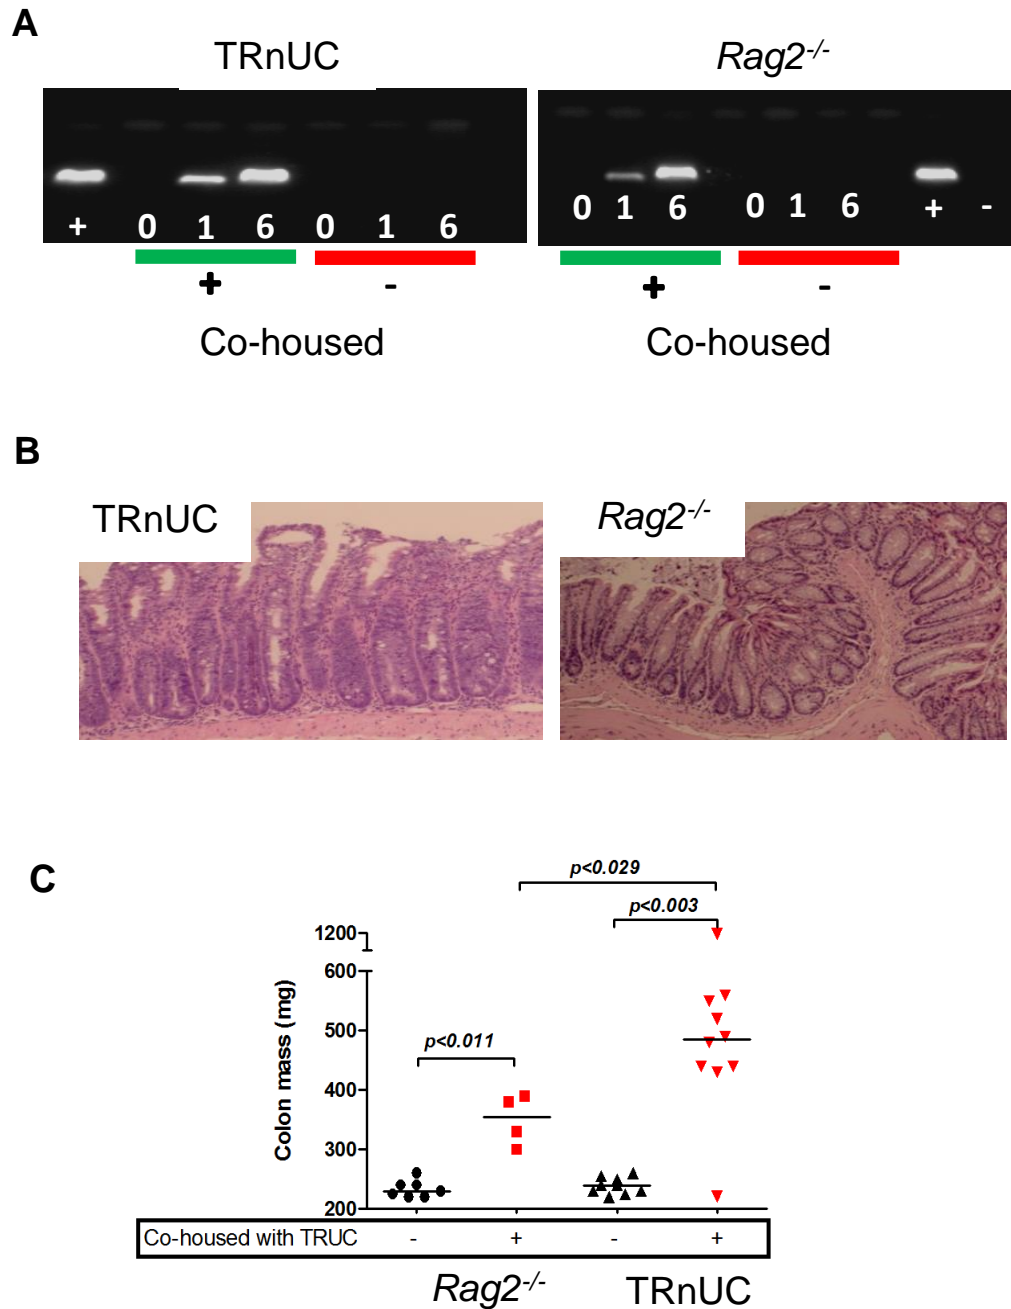 A
TRnUC Rag2-/-
+ 0 1 6 0 1 6
0 1 6 0 1 6 + -
+ - + -
Co-housed Co-housed
B
TRnUC Rag2-/-
C
p<0.029
p<0.003
1200
600
p<0.011
500
400
300
200
Colon mass (mg)
Co-housed with TRUC - + - +
Rag2-/- TRnUC